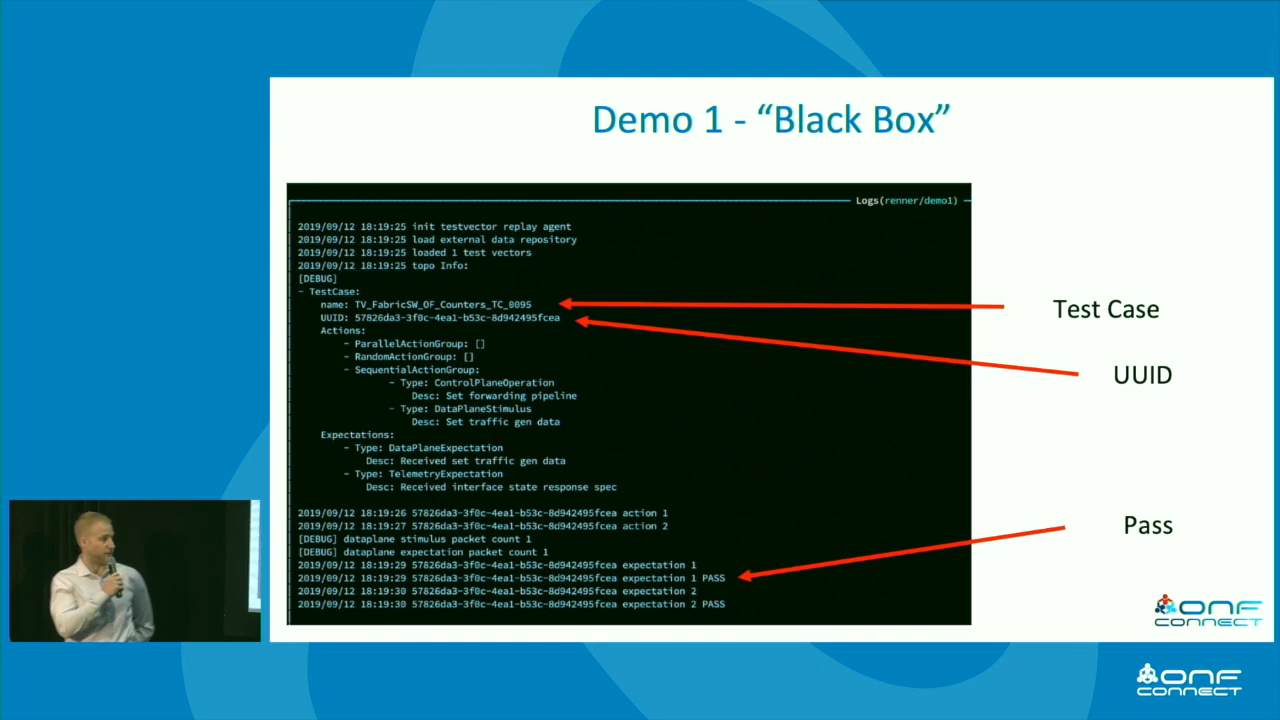 Demo 1 - “Black Box”
Logs(renner/demo1)
2019/09/12 18:19:25 init testvector replay agent
2019/09/12 18:19:25 load external data repository
2019/09/12 18:19:25 loaded 1 test vectors
2019/09/12 18:19:25 topo Info:
[DEBUG]
- TestCase:
name: TV_FabricSW_OF_Counters_TC_0095
UUID: 57826da3-3f0c-4ea1-b53c-8d942495fcea
Actions:
- ParallelActionGroup: []
- RandomActionGroup: []
- SequentialActionGroup:
- Type: ControlPlaneOperation
Desc: Set forwarding pipeline
- Type: DataPlaneStimulus
Desc: Set traffic gen data
Expectations:
- Type: DataPlaneExpectation
Desc: Received set traffic gen data
- Type: TelemetryExpectation
Desc: Received interface state response spec
2019/09/12 18:19:26 57826da3-3f0c-4ea1-b53c-8d942495fcea action 1
2019/09/12 18:19:27 57826da3-3f0c-4ea1-b53c-8d942495fcea action 2
[DEBUG] dataplane stimulus packet count 1
[DEBUG] dataplane expectation packet count 1
2019/09/12 18:19:29 57826da3-3f0c-4ea1-b53c-8d942495fcea expectation 1
2019/09/12 18:19:29 57826da3-3f0c-4ea1-b53c-8d942495fcea expectation 1 PASS
2019/09/12 18:19:30 57826da3-3f0c-4ea1-b53c-8d942495fcea expectation 2
2019/09/12 18:19:30 57826da3-3f0c-4ea1-b53c-8d942495fcea expectation 2 PASS
Test Case
UUID
Pass
ONF
CONNECT
ONF
CONNECT